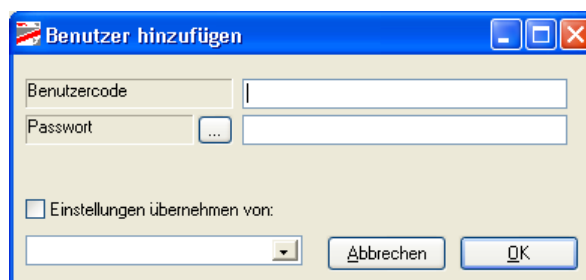 Benutzer hinzufügen
Benutzercode
Passwort ...
Einstellungen übernehmen von:
Abbrechen OK